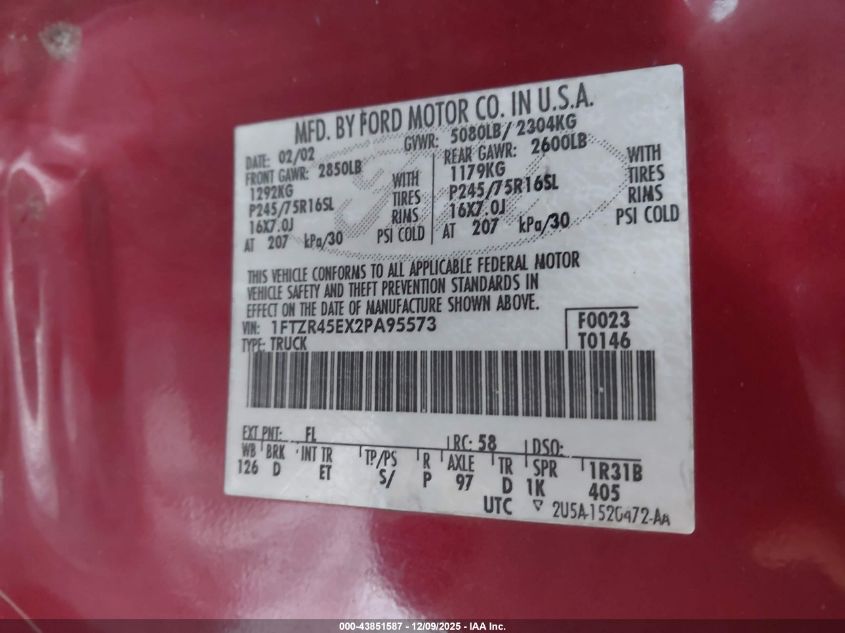 MFD. BY FORD MOTOR CO. IN U.S.A.
DATE: 02/02 GVWR: 5080LB/ 2304KG
FRONT GAWR: 2850LB REAR GAWR: 2600LB
1292KG WITH 1179KG WITH
P245/75R16SL TIRES P245/75R16SL TIRES
16X7.0J RIMS 16X7.0J RIMS
AT 207 kPa/30 PSI COLD AT 207 kPa/30 PSI COLD
THIS VEHICLE CONFORMS TO ALL APPLICABLE FEDERAL MOTOR
VEHICLE SAFETY AND THEFT PREVENTION STANDARDS IN
EFFECT ON THE DATE OF MANUFACTURE SHOWN ABOVE.
VIN: 1FTZR45EX2PA95573 F0023
TYPE: TRUCK T0146
EXT PNT: FL RC: 58 DSO:
WB BRK INT TR TP/PS R AXLE TR SPR 1R31B
126 D ET S/ P 97 D 1K 405
UTC 2U5A-1520472-AA
000-43851587 - 12/09/2025 - IAA Inc.